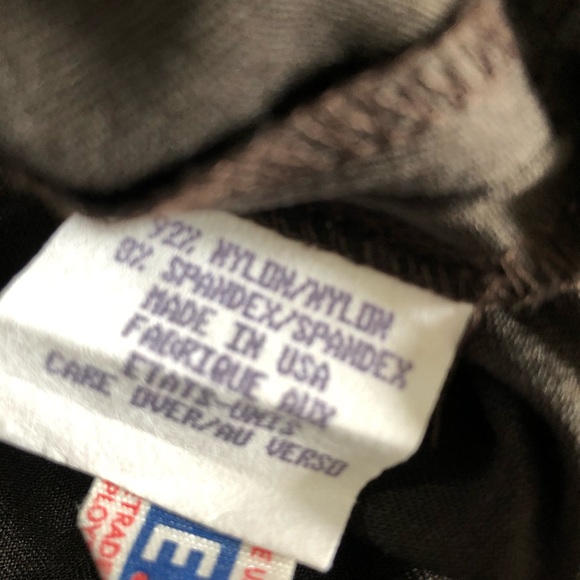 92% NYLON/NYLON
8% SPANDEX/SPANDEX
MADE IN USA
FABRIQUE AUX
ETATS-UNIS
CARE OVER/AU VERSO
E